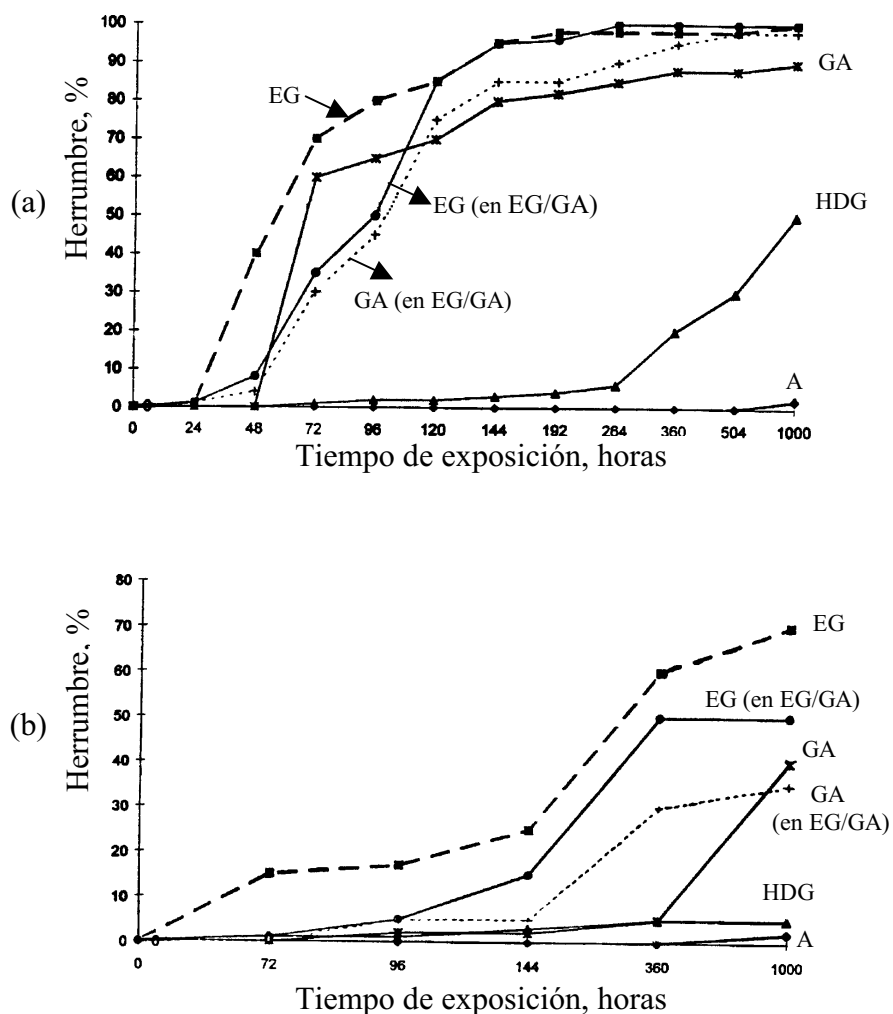 (a)
Herrumbre, %
100
90
80
70
60
50
40
30
20
10
0
0
0 24 48 72 96 120 144 192 264 360 504 1000
Tiempo de exposición, horas
EG
EG (en EG/GA)
GA (en EG/GA)
GA
HDG
A
(b)
Herrumbre, %
80
70
60
50
40
30
20
10
0
0
0 72 96 144 360 1000
Tiempo de exposición, horas
EG
EG (en EG/GA)
GA
GA
(en EG/GA)
HDG
A